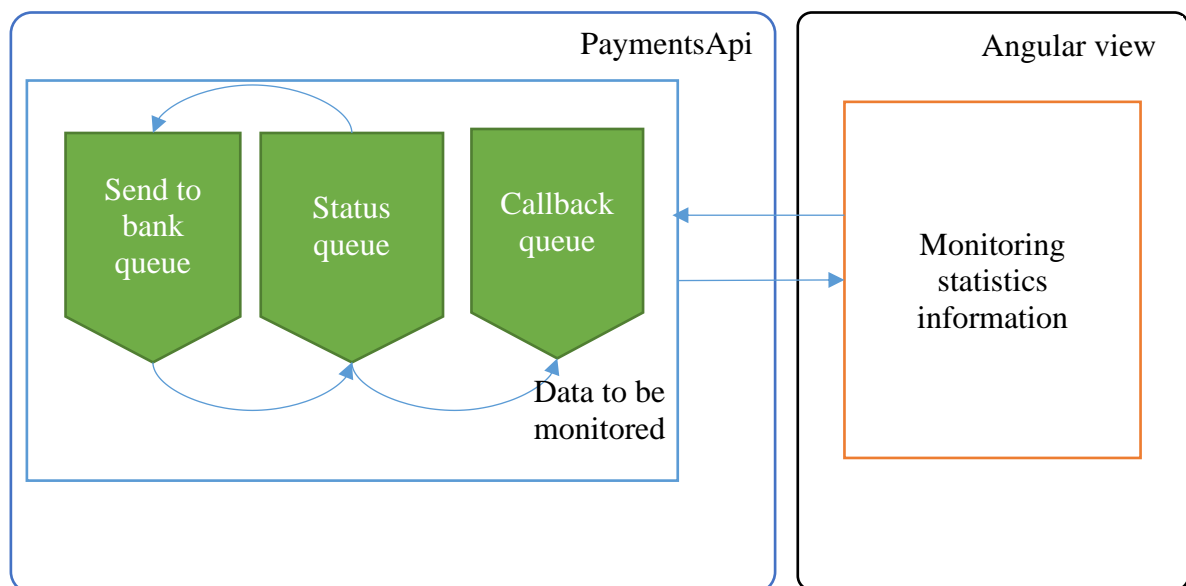 PaymentsApi
Send to
bank
queue
Status
queue
Callback
queue
Data to be
monitored
Angular view
Monitoring
statistics
information